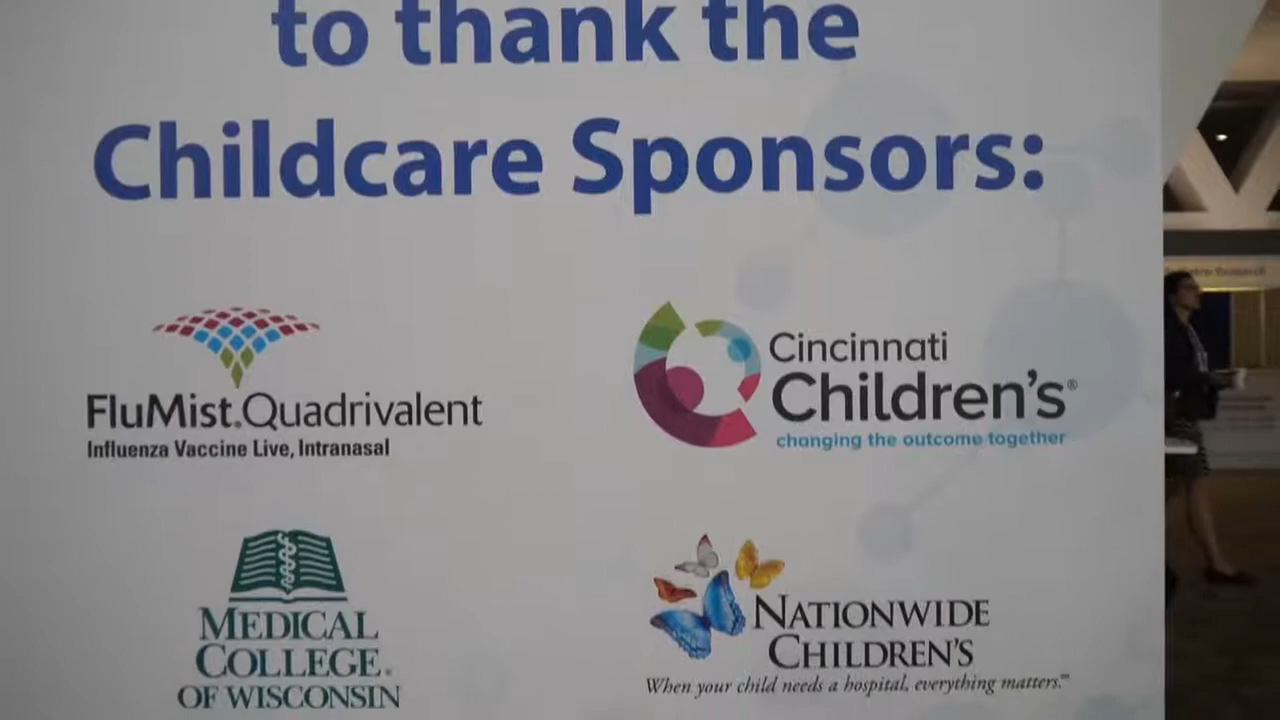 to thank the
Childcare Sponsors:
FluMist.Quadrivalent
Influenza Vaccine Live, Intranasal
Cincinnati
Children's®
changing the outcome together
MEDICAL
COLLEGE®
OF WISCONSIN
NATIONWIDE
CHILDREN'S
When your child needs a hospital, everything matters.℠